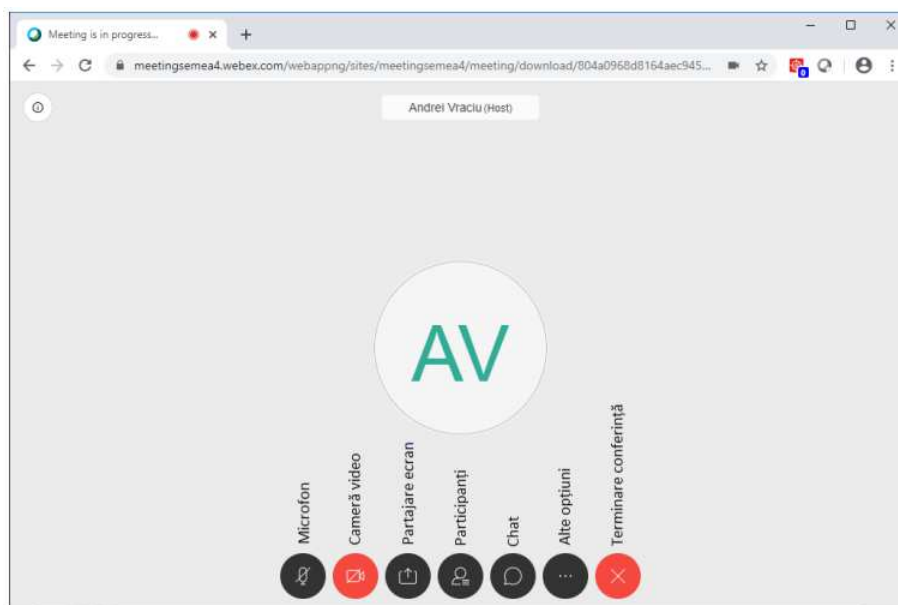 Meeting is in progress...
meetingsemea4.webex.com/webappng/sites/meetingsemea4/meeting/download/804a0968d8164aec945...
0
Andrei Vraciu (Host)
AV
Microfon
Cameră video
Partajare ecran
Participanți
Chat
Alte opțiuni
Terminare conferință